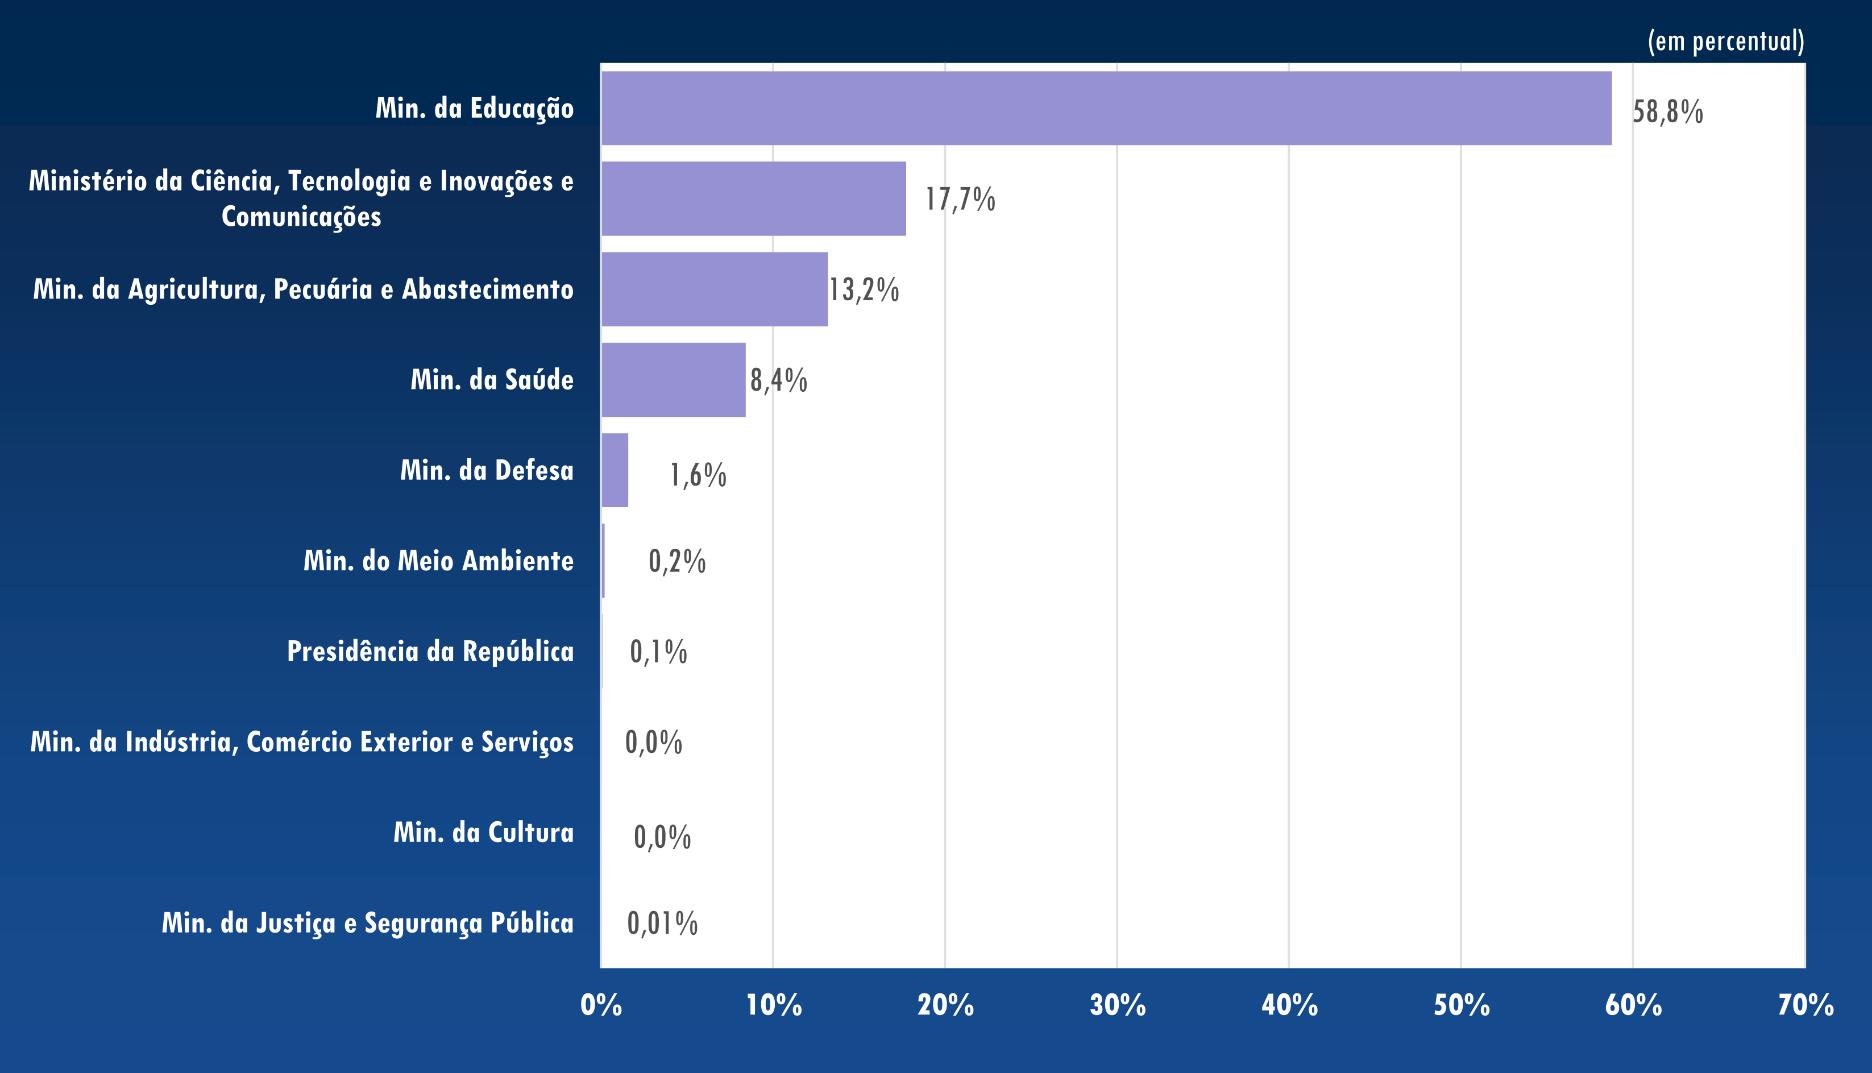 (em percentual)
Min. da Educação
58,8%
Ministério da Ciência, Tecnologia e Inovações e
Comunicações
17,7%
Min. da Agricultura, Pecuária e Abastecimento
13,2%
Min. da Saúde
8,4%
Min. da Defesa
1,6%
Min. do Meio Ambiente
0,2%
Presidência da República
0,1%
Min. da Indústria, Comércio Exterior e Serviços
0,0%
Min. da Cultura
0,0%
Min. da Justiça e Segurança Pública
0,01%
0% 10% 20% 30% 40% 50% 60% 70%